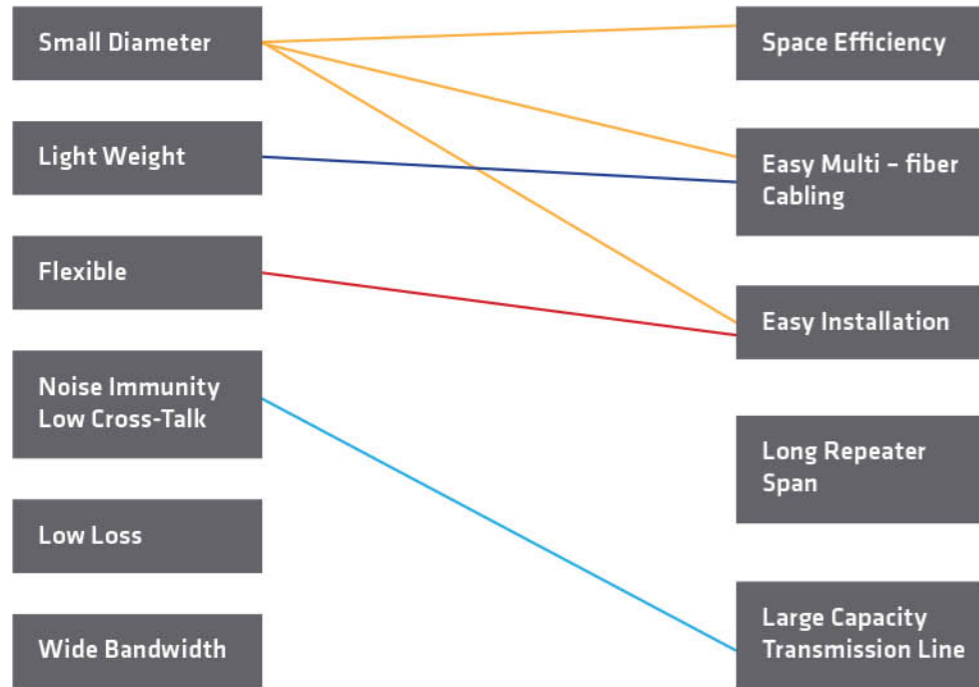 Small Diameter
Light Weight
Flexible
Noise Immunity
Low Cross-Talk
Low Loss
Wide Bandwidth
Space Efficiency
Easy Multi – fiber
Cabling
Easy Installation
Long Repeater
Span
Large Capacity
Transmission Line